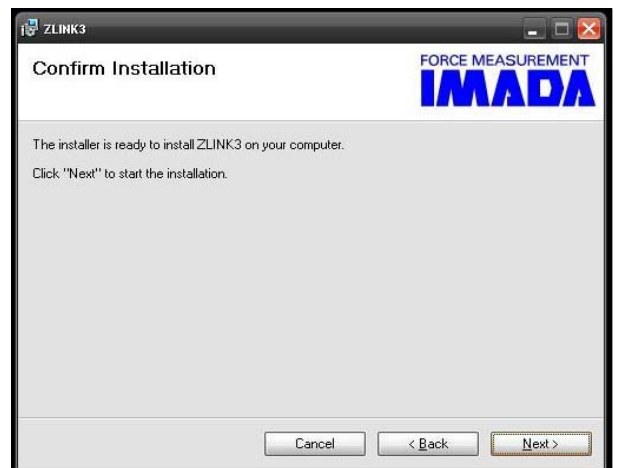 ZLINK3
Confirm Installation
FORCE MEASUREMENT
IMADA
The installer is ready to install ZLINK3 on your computer.
Click "Next" to start the installation.
Cancel
< Back
Next >